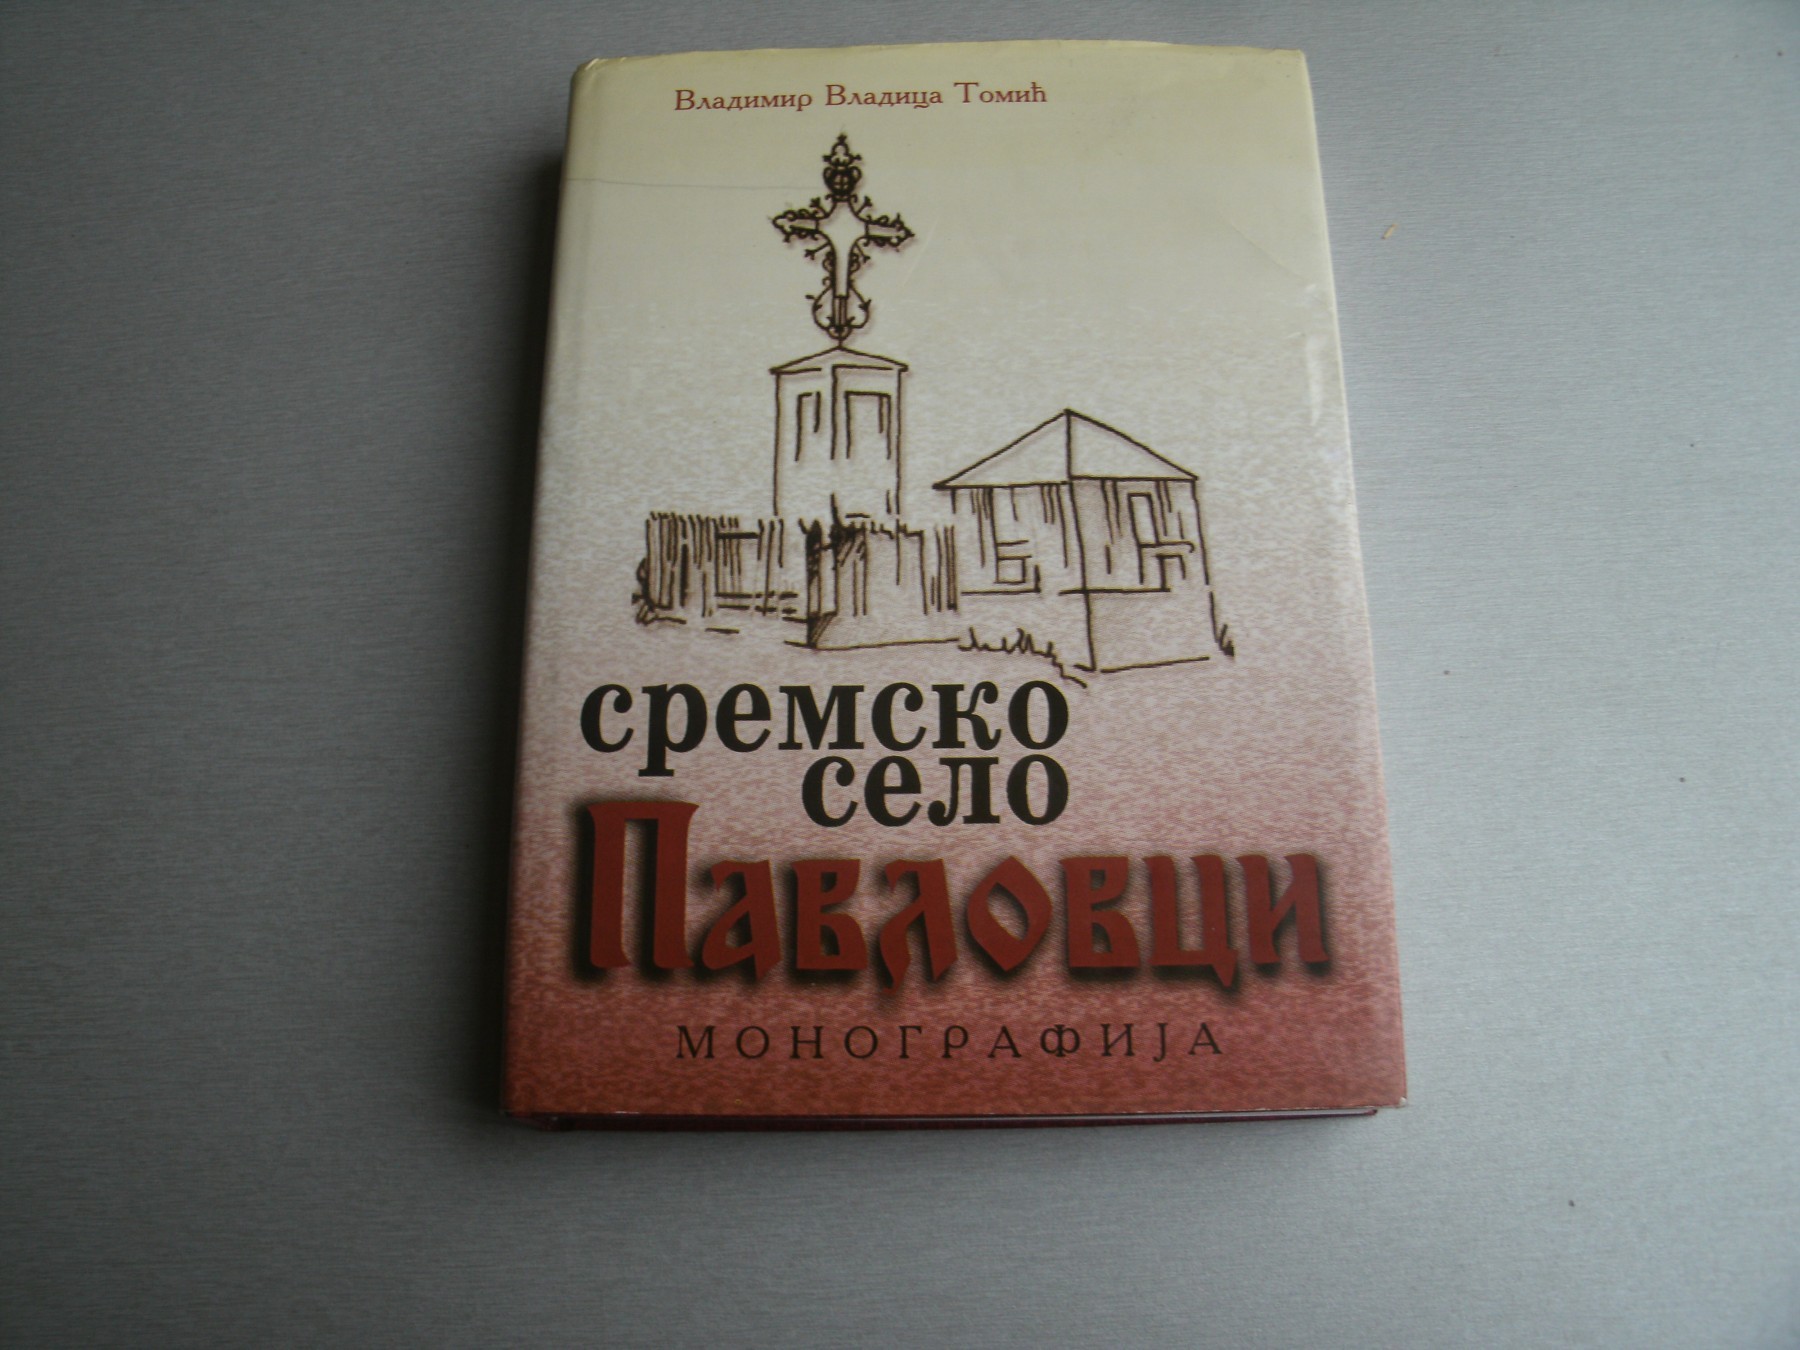 Владимир Владица Томић
сремско
село
Павловци
МОНОГРАФИЈА